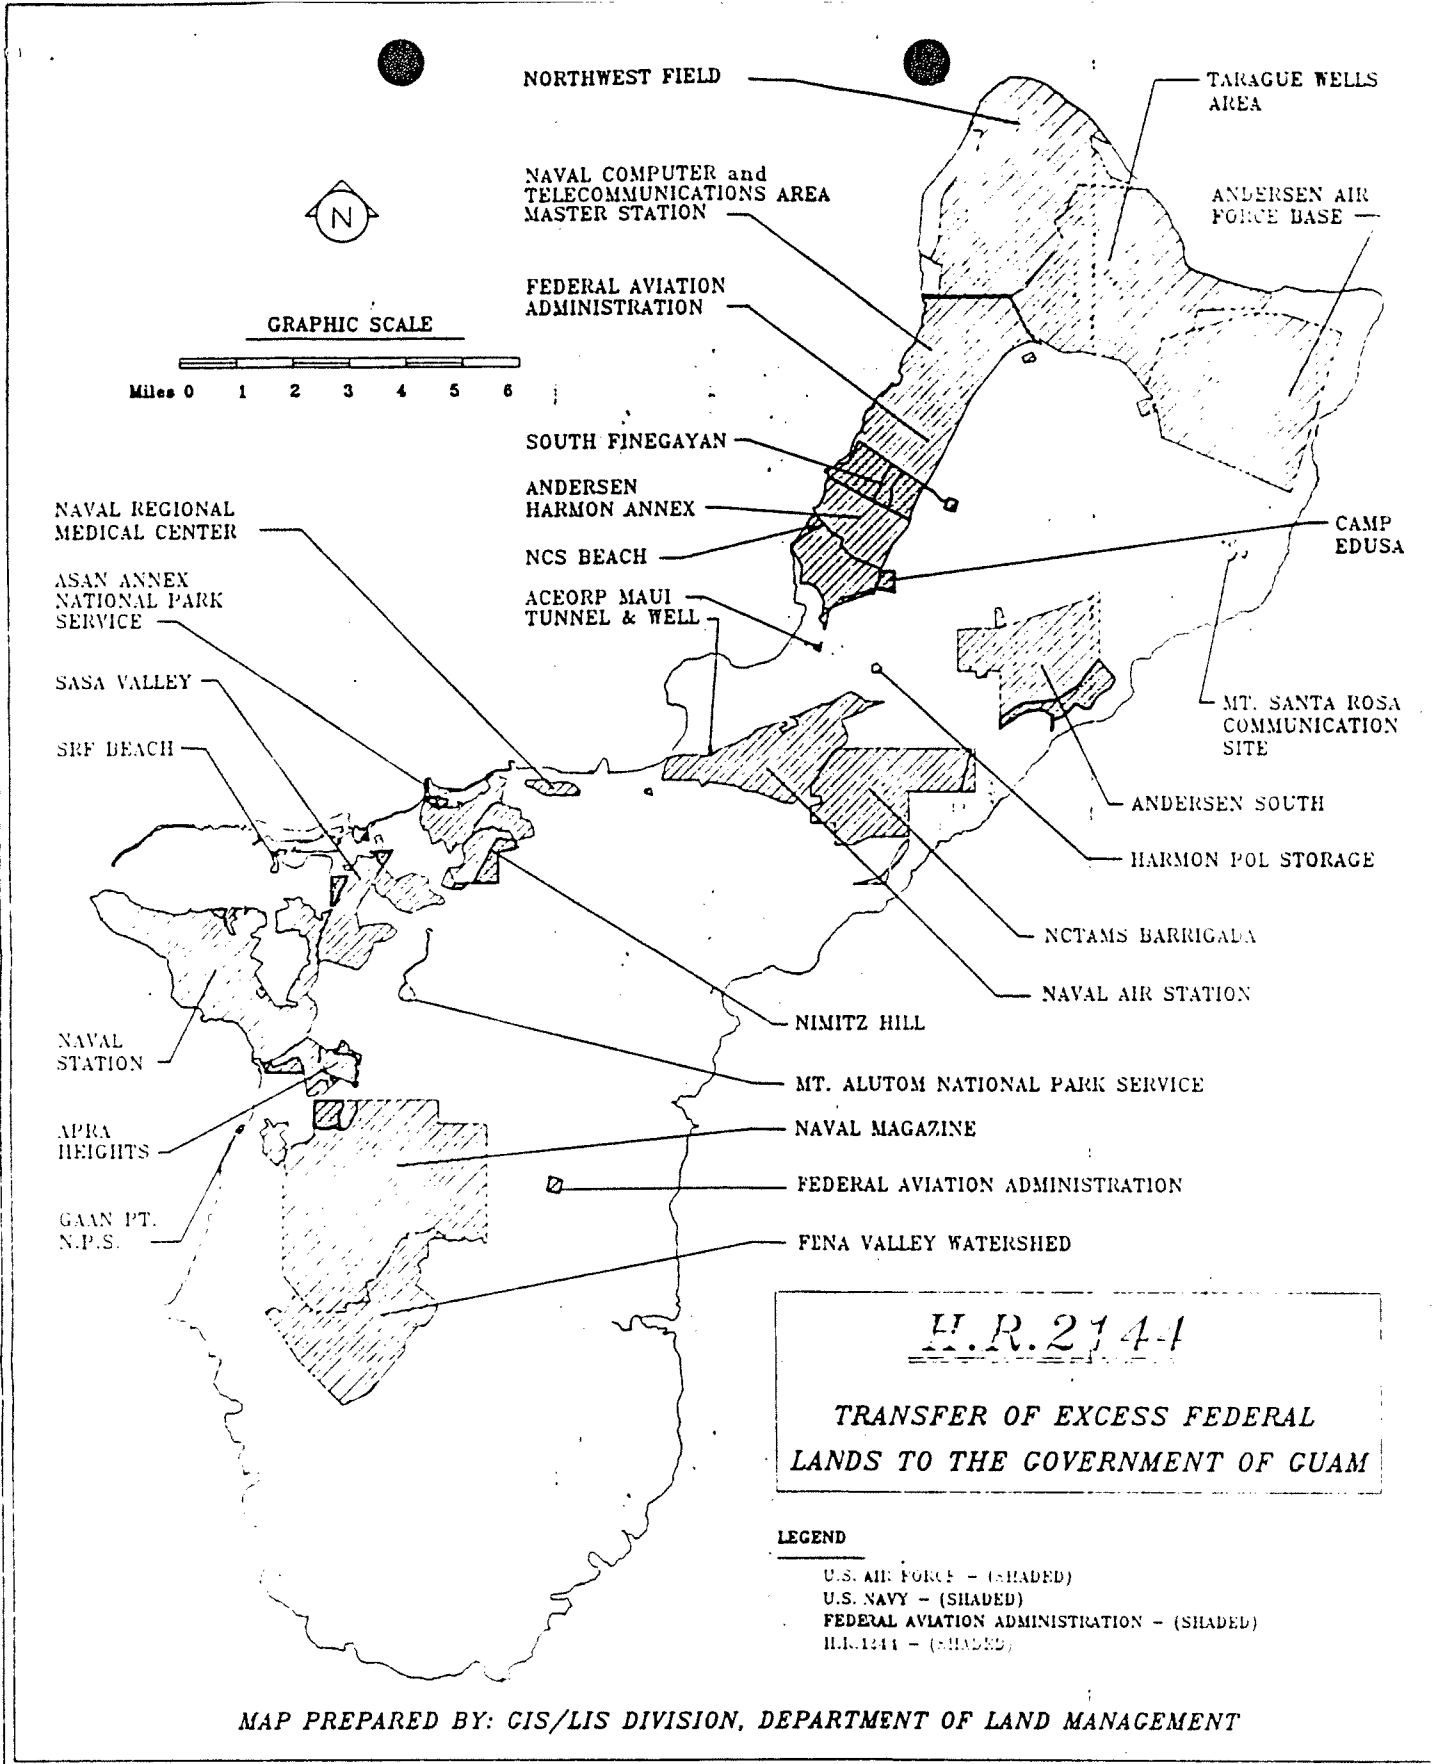 NORTHWEST FIELD
TARAGUE WELLS
AREA
NAVAL COMPUTER and
TELECOMMUNICATIONS AREA
MASTER STATION
ANDERSEN AIR
FORCE BASE
N
FEDERAL AVIATION
ADMINISTRATION
GRAPHIC SCALE
Miles 0 1 2 3 4 5 6
SOUTH FINEGAYAN
ANDERSEN
HARMON ANNEX
NAVAL REGIONAL
MEDICAL CENTER
CAMP
EDUSA
NCS BEACH
ASAN ANNEX
NATIONAL PARK
SERVICE
ACEORP MAUI
TUNNEL & WELL
SASA VALLEY
MT. SANTA ROSA
COMMUNICATION
SITE
SRF BEACH
ANDERSEN SOUTH
HARMON POL STORAGE
NCTAMS BARRIGADA
NAVAL AIR STATION
NIMITZ HILL
NAVAL
STATION
MT. ALUTOM NATIONAL PARK SERVICE
APRA
HEIGHTS
NAVAL MAGAZINE
FEDERAL AVIATION ADMINISTRATION
GAAN PT.
N.P.S.
FENA VALLEY WATERSHED
H.R.2144
TRANSFER OF EXCESS FEDERAL
LANDS TO THE GOVERNMENT OF GUAM
LEGEND
U.S. AIR FORCE - (SHADED)
U.S. NAVY - (SHADED)
FEDERAL AVIATION ADMINISTRATION - (SHADED)
(SHADED)
MAP PREPARED BY: GIS/LIS DIVISION, DEPARTMENT OF LAND MANAGEMENT